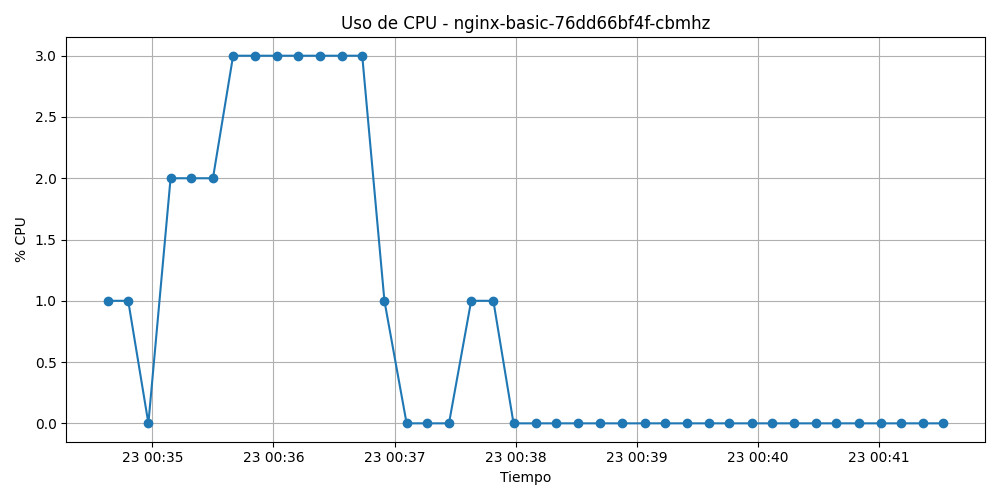 Uso de CPU - nginx-basic-76dd66bf4f-cbmhz
% CPU
3.0
2.5
2.0
1.5
1.0
0.5
0.0
23 00:35 23 00:36 23 00:37 23 00:38 23 00:39 23 00:40 23 00:41
Tiempo